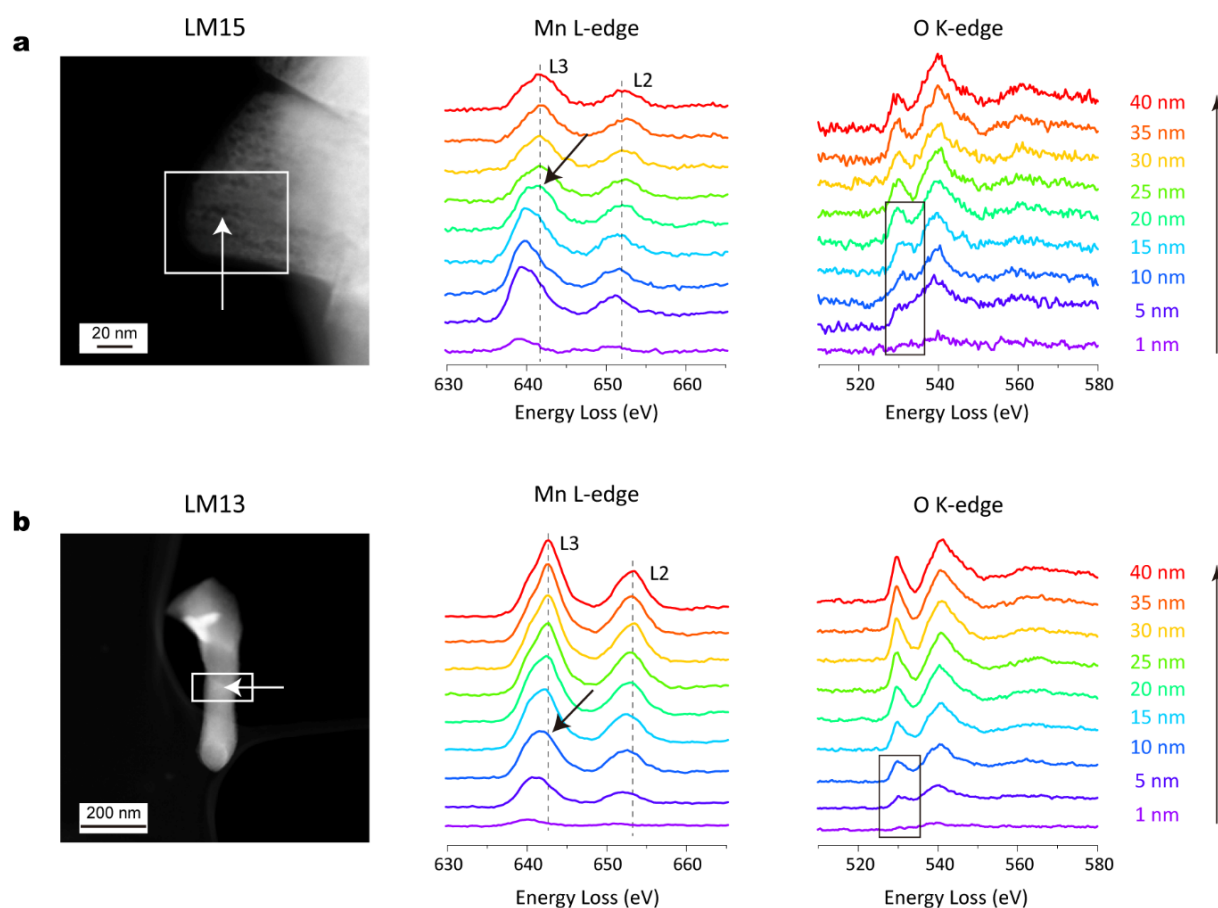 a
LM15
Mn L-edge
O K-edge
L3
L2
40 nm
35 nm
30 nm
25 nm
20 nm
15 nm
10 nm
5 nm
1 nm
20 nm
630 640 650 660
520 540 560 580
Energy Loss (eV)
Energy Loss (eV)
b
LM13
Mn L-edge
O K-edge
L3
L2
40 nm
35 nm
30 nm
25 nm
20 nm
15 nm
10 nm
5 nm
1 nm
200 nm
630 640 650 660
520 540 560 580
Energy Loss (eV)
Energy Loss (eV)